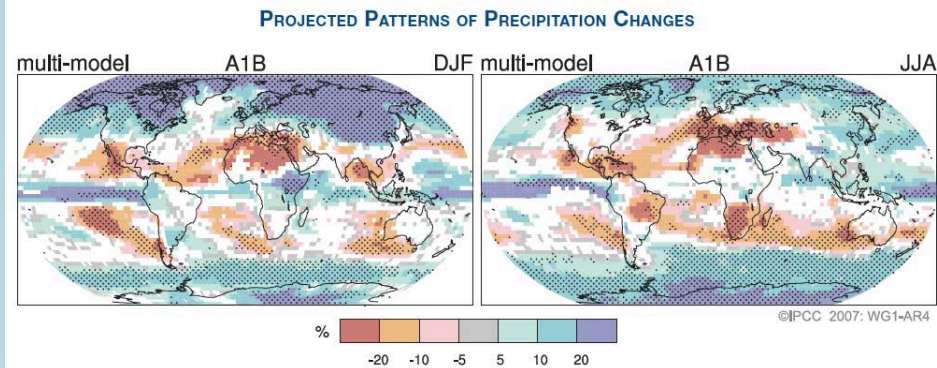 PROJECTED PATTERNS OF PRECIPITATION CHANGES
multi-model A1B DJF multi-model A1B JJA
©IPCC 2007: WG1-AR4
%
-20 -10 -5 5 10 20